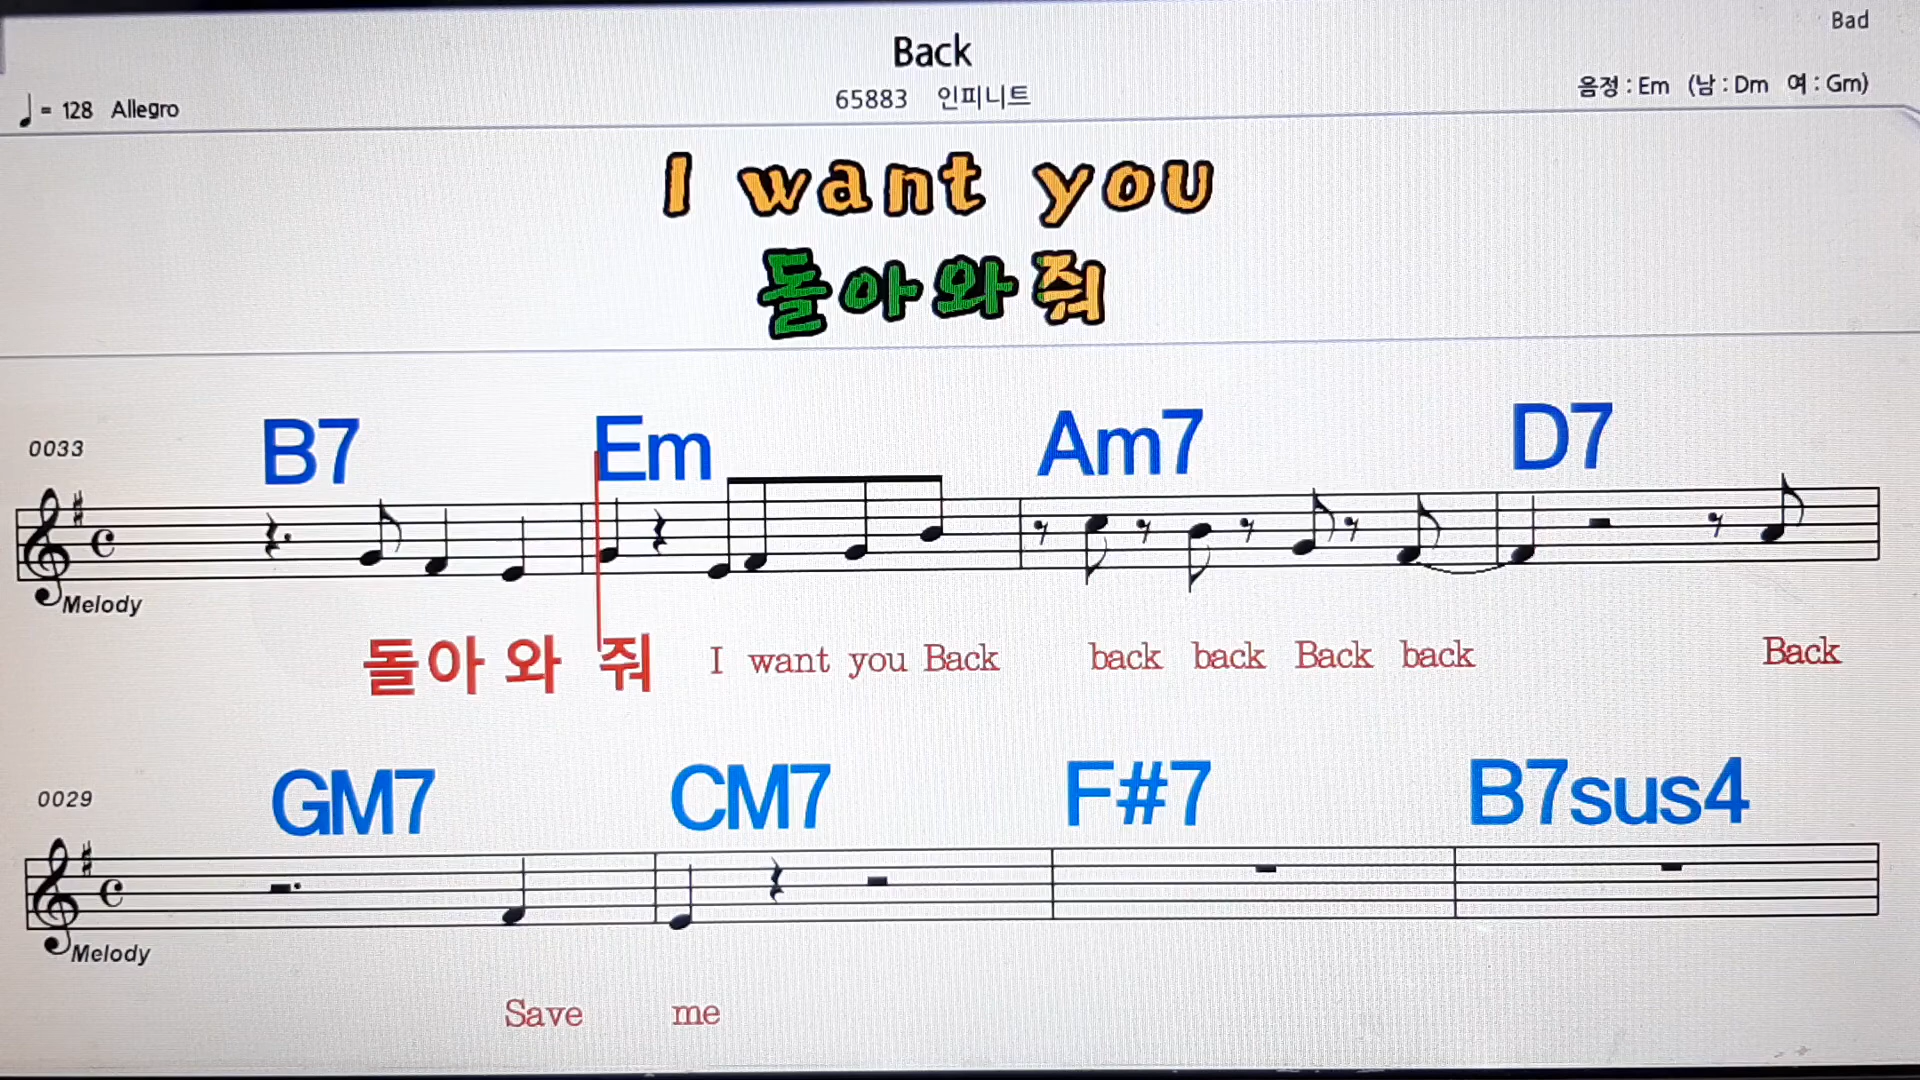 Bad
Back
♩= 128 Allegro
65883 인피니트
음정 : Em (남 : Dm 여 : Gm)
I want you
돌아와줘
0033 B7 Em Am7 D7
Melody
돌아 와 줘 I want you Back back back Back back Back
0029 GM7 CM7 F#7 B7sus4
Melody
Save me